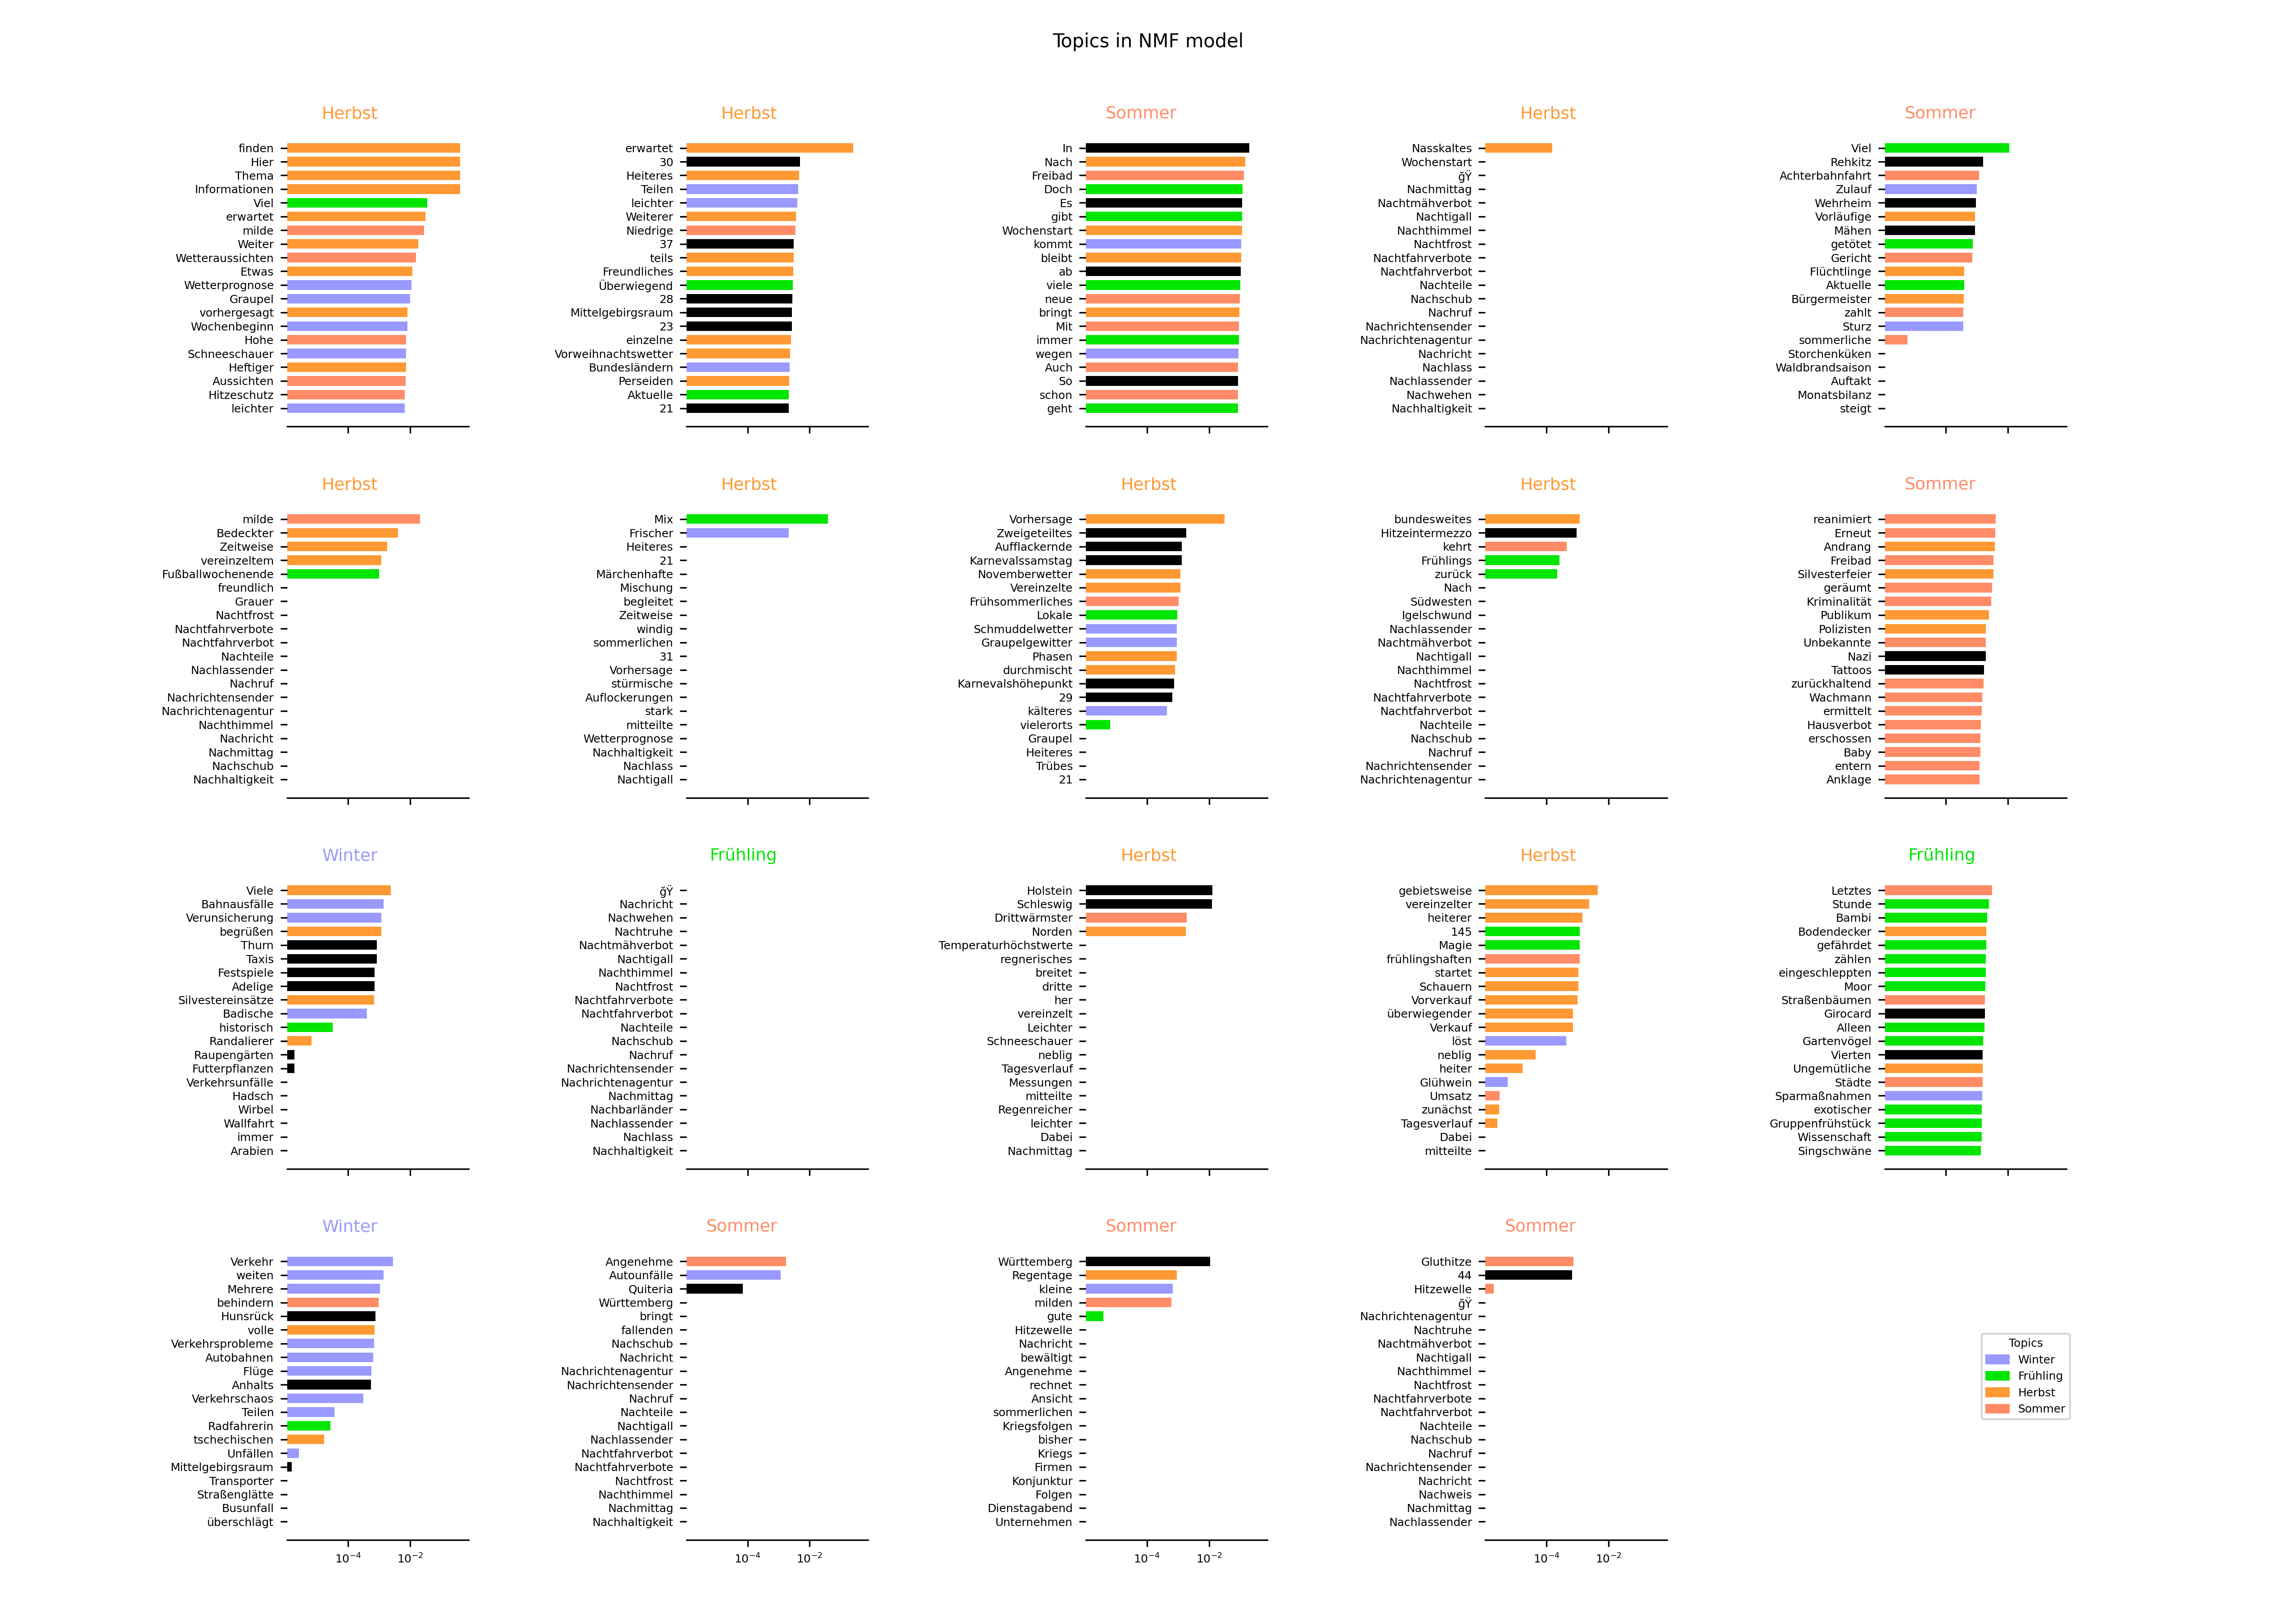 Topics in NMF model
Herbst
finden
Hier
Thema
Informationen
Viel
erwartet
milde
Weiter
Wetteraussichten
Etwas
Wetterprognose
Graupel
vorhergesagt
Wochenbeginn
Hohe
Schneeschauer
Heftiger
Aussichten
Hitzeschutz
leichter
Herbst
erwartet
30
Heiteres
Teilen
leichter
Weiterer
Niedrige
37
teils
Freundliches
Überwiegend
28
Mittelgebirgsraum
23
einzelne
Vorweihnachtswetter
Bundesländern
Perseiden
Aktuelle
21
Sommer
In
Nach
Freibad
Doch
Es
gibt
Wochenstart
kommt
bleibt
ab
viele
neue
bringt
Mit
immer
wegen
Auch
So
schon
geht
Herbst
Nasskaltes
Wochenstart
ğŸ
Nachmittag
Nachtmähverbot
Nachtigall
Nachthimmel
Nachtfrost
Nachtfahrverbote
Nachtfahrverbot
Nachteile
Nachschub
Nachruf
Nachrichtensender
Nachrichtenagentur
Nachricht
Nachlass
Nachlassender
Nachwehen
Nachhaltigkeit
Sommer
Viel
Rehkitz
Achterbahnfahrt
Zulauf
Wehrheim
Vorläufige
Mähen
getötet
Gericht
Flüchtlinge
Aktuelle
Bürgermeister
zahlt
Sturz
sommerliche
Storchenküken
Waldbrandsaison
Auftakt
Monatsbilanz
steigt
Herbst
milde
Bedeckter
Zeitweise
vereinzeltem
Fußballwochenende
freundlich
Grauer
Nachtfrost
Nachtfahrverbote
Nachtfahrverbot
Nachteile
Nachlassender
Nachruf
Nachrichtensender
Nachrichtenagentur
Nachthimmel
Nachricht
Nachmittag
Nachschub
Nachhaltigkeit
Herbst
Mix
Frischer
Heiteres
21
Märchenhafte
Mischung
begleitet
Zeitweise
windig
sommerlichen
31
Vorhersage
stürmische
Auflockerungen
stark
mitteilte
Wetterprognose
Nachhaltigkeit
Nachlass
Nachtigall
Herbst
Vorhersage
Zweigeteiltes
Aufflackernde
Karnevalssamstag
Novemberwetter
Vereinzelte
Frühsommerliches
Lokale
Schmuddelwetter
Graupelgewitter
Phasen
durchmischt
Karnevalshöhepunkt
29
kälteres
vielerorts
Graupel
Heiteres
Trübes
21
Herbst
bundesweites
Hitzeintermezzo
kehrt
Frühlings
zurück
Nach
Südwesten
Igelschwund
Nachlassender
Nachtmähverbot
Nachtigall
Nachthimmel
Nachtfrost
Nachtfahrverbote
Nachtfahrverbot
Nachteile
Nachschub
Nachruf
Nachrichtensender
Nachrichtenagentur
Sommer
reanimiert
Erneut
Andrang
Freibad
Silvesterfeier
geräumt
Kriminalität
Publikum
Polizisten
Unbekannte
Nazi
Tattoos
zurückhaltend
Wachmann
ermittelt
Hausverbot
erschossen
Baby
entern
Anklage
Winter
Viele
Bahnausfälle
Verunsicherung
begrüßen
Thurn
Taxis
Festspiele
Adelige
Silvestereinsätze
Badische
historisch
Randalierer
Raupengärten
Futterpflanzen
Verkehrsunfälle
Hadsch
Wirbel
Wallfahrt
immer
Arabien
Frühling
ğŸ
Nachricht
Nachwehen
Nachtruhe
Nachtmähverbot
Nachtigall
Nachthimmel
Nachtfrost
Nachtfahrverbote
Nachtfahrverbot
Nachteile
Nachschub
Nachruf
Nachrichtensender
Nachrichtenagentur
Nachmittag
Nachbarländer
Nachlassender
Nachlass
Nachhaltigkeit
Herbst
Holstein
Schleswig
Drittwärmster
Norden
Temperaturhöchstwerte
regnerisches
breitet
dritte
her
vereinzelt
Leichter
Schneeschauer
neblig
Tagesverlauf
Messungen
mitteilte
Regenreicher
leichter
Dabei
Nachmittag
Herbst
gebietsweise
vereinzelter
heiterer
145
Magie
frühlingshaften
startet
Schauern
Vorverkauf
überwiegender
Verkauf
löst
neblig
heiter
Glühwein
Umsatz
zunächst
Tagesverlauf
Dabei
mitteilte
Frühling
Letztes
Stunde
Bambi
Bodendecker
gefährdet
zählen
eingeschleppten
Moor
Straßenbäumen
Girocard
Alleen
Gartenvögel
Vierten
Ungemütliche
Städte
Sparmaßnahmen
exotischer
Gruppenfrühstück
Wissenschaft
Singschwäne
Winter
Verkehr
weiten
Mehrere
behindern
Hunsrück
volle
Verkehrsprobleme
Autobahnen
Flüge
Anhalts
Verkehrschaos
Teilen
Radfahrerin
tschechischen
Unfällen
Mittelgebirgsraum
Transporter
Straßenglätte
Busunfall
überschlägt
10⁻⁴ 10⁻²
Sommer
Angenehme
Autounfälle
Quiteria
Württemberg
bringt
fallenden
Nachschub
Nachricht
Nachrichtenagentur
Nachrichtensender
Nachruf
Nachteile
Nachtigall
Nachlassender
Nachtfahrverbot
Nachtfahrverbote
Nachtfrost
Nachthimmel
Nachmittag
Nachhaltigkeit
10⁻⁴ 10⁻²
Sommer
Württemberg
Regentage
kleine
milden
gute
Hitzewelle
Nachricht
bewältigt
Angenehme
rechnet
Ansicht
sommerlichen
Kriegsfolgen
bisher
Kriegs
Firmen
Konjunktur
Folgen
Dienstagabend
Unternehmen
10⁻⁴ 10⁻²
Sommer
Gluthitze
44
Hitzewelle
ğŸ
Nachrichtenagentur
Nachtruhe
Nachtmähverbot
Nachtigall
Nachthimmel
Nachtfrost
Nachtfahrverbote
Nachtfahrverbot
Nachteile
Nachschub
Nachruf
Nachrichtensender
Nachricht
Nachweis
Nachmittag
Nachlassender
10⁻⁴ 10⁻²
Topics
Winter
Frühling
Herbst
Sommer